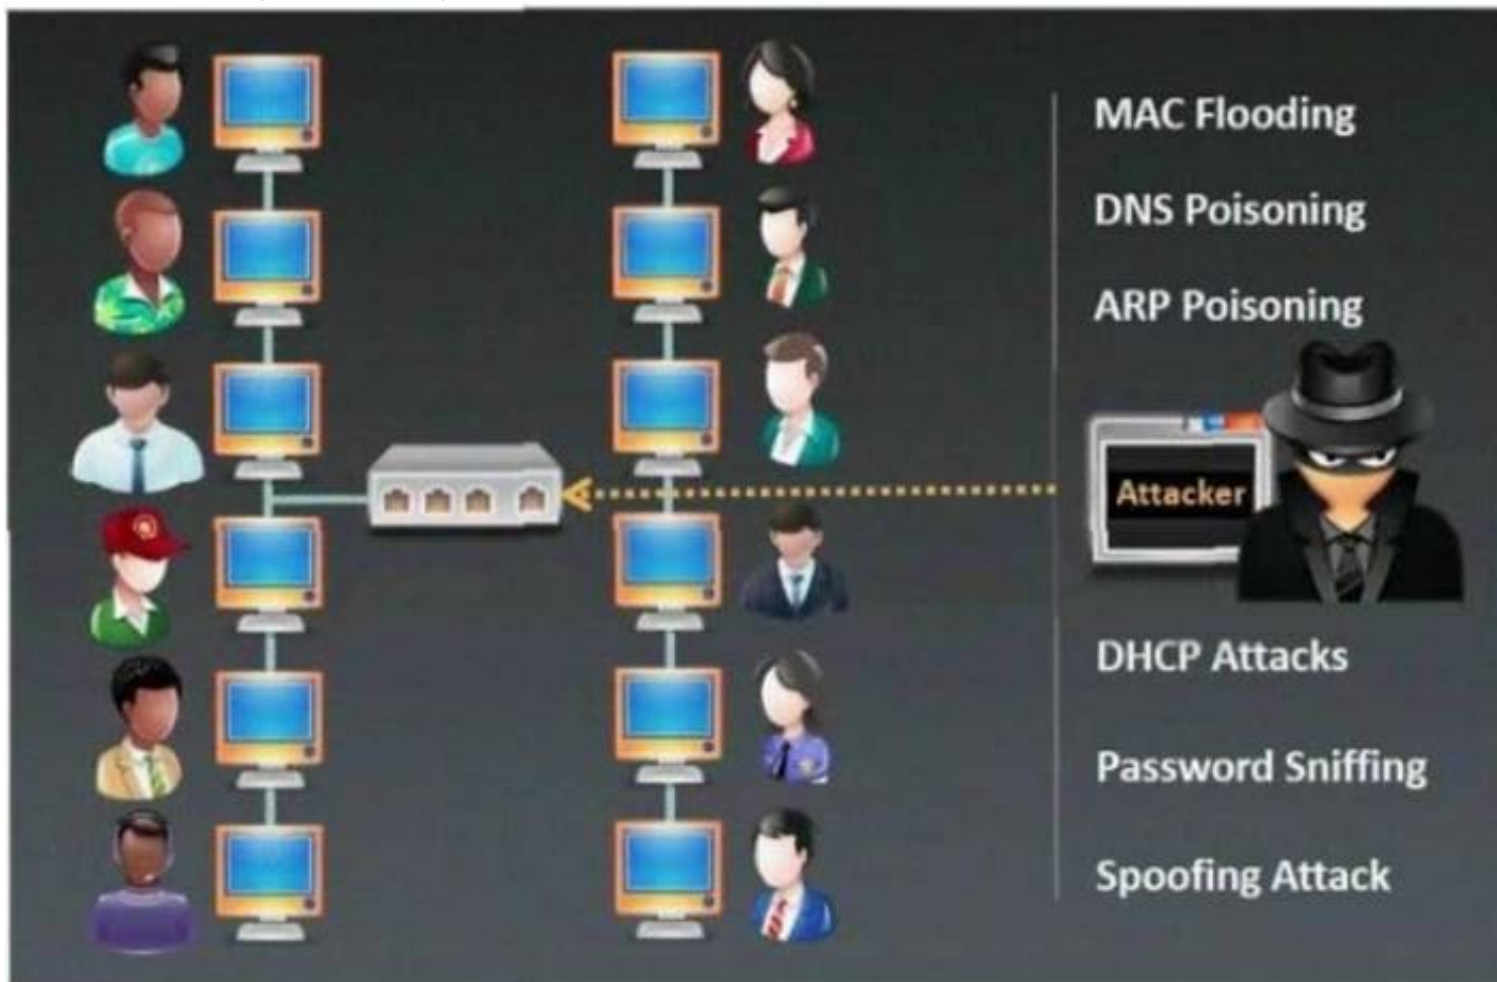 MAC Flooding
DNS Poisoning
ARP Poisoning
Attacker
DHCP Attacks
Password Sniffing
Spoofing Attack